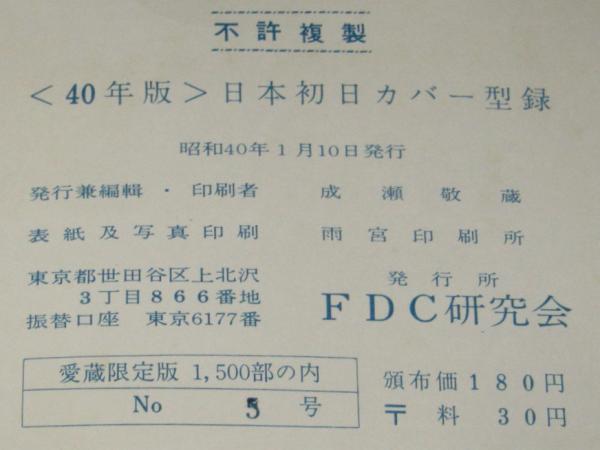 不許複製
＜40年版＞日本初日カバー型録
昭和40年1月10日発行
発行兼編輯・印刷者 成瀬敬蔵
表紙及写真印刷 雨宮印刷所
東京都世田谷区上北沢
3丁目866番地
振替口座 東京6177番
発行所
FDC研究会
愛蔵限定版 1,500部の内
No 5 号
頒布価180円
〒料30円